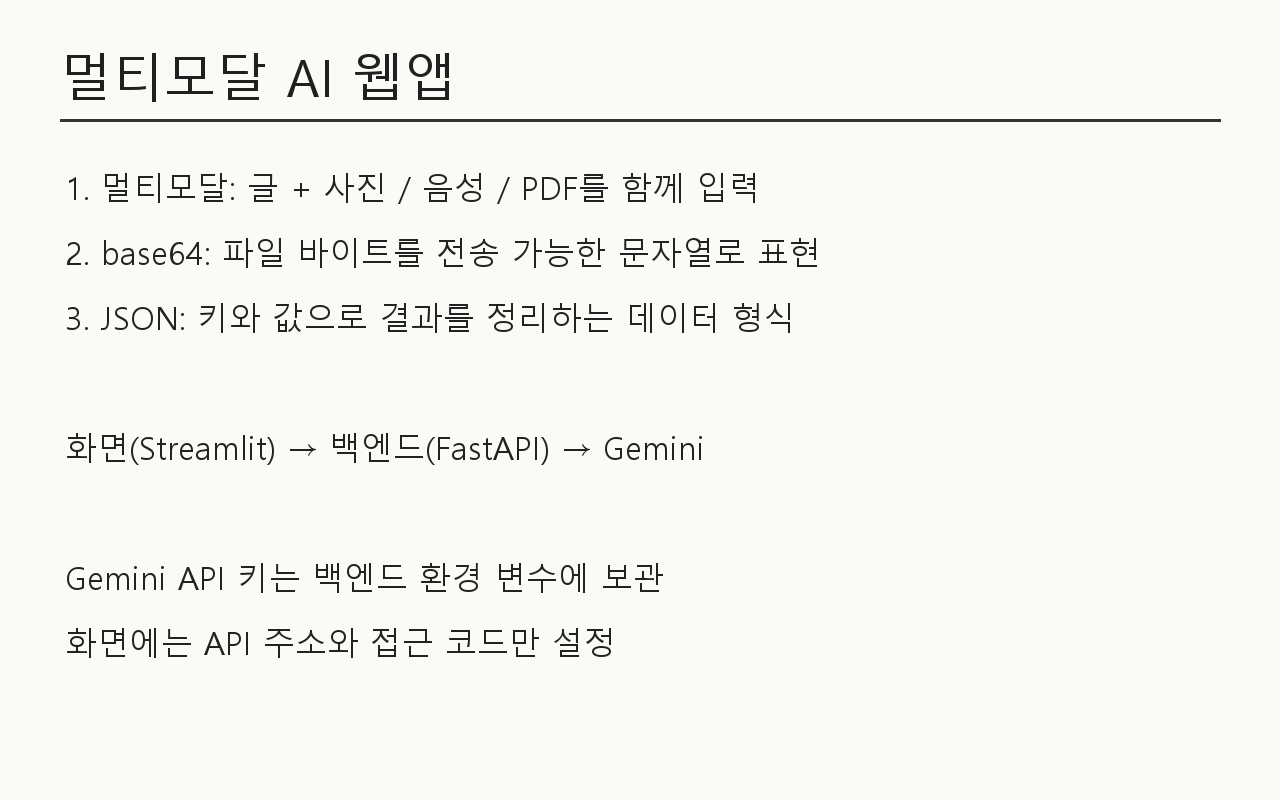 멀티모달 AI 웹앱
1. 멀티모달: 글 + 사진 / 음성 / PDF를 함께 입력
2. base64: 파일 바이트를 전송 가능한 문자열로 표현
3. JSON: 키와 값으로 결과를 정리하는 데이터 형식
화면(Streamlit) → 백엔드(FastAPI) → Gemini
Gemini API 키는 백엔드 환경 변수에 보관
화면에는 API 주소와 접근 코드만 설정